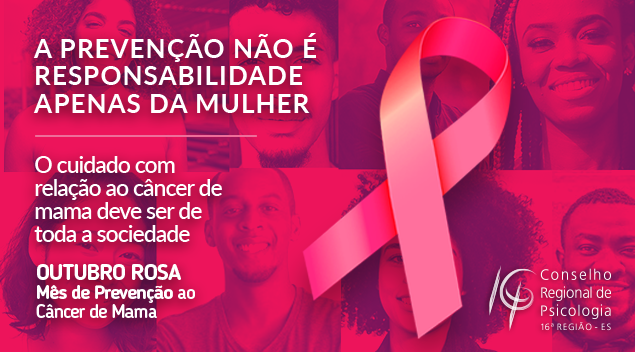 A PREVENÇÃO NÃO É
RESPONSABILIDADE
APENAS DA MULHER
O cuidado com
relação ao câncer de
mama deve ser de
toda a sociedade
OUTUBRO ROSA
Mês de Prevenção ao
Câncer de Mama
Conselho
Regional de
Psicologia
16ª REGIÃO - ES